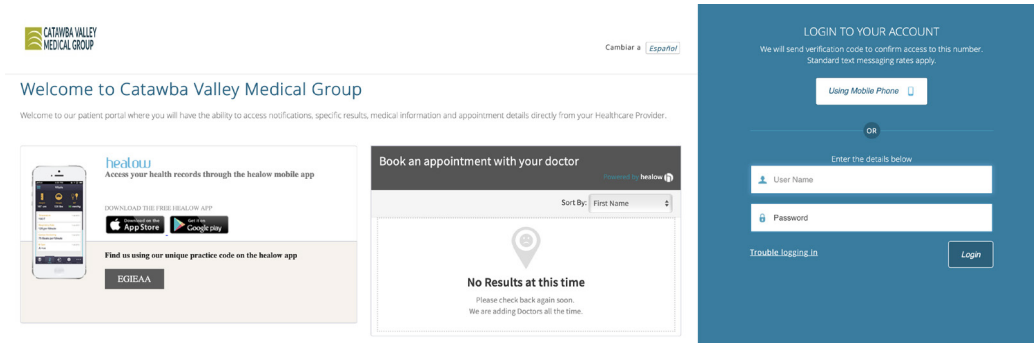 CATAWBA VALLEY
MEDICAL GROUP
Cambiar a Español
Welcome to Catawba Valley Medical Group
Welcome to our patient portal where you will have the ability to access notifications, specific results, medical information and appointment details directly from your Healthcare Provider.
healow
Access your health records through the healow mobile app
DOWNLOAD THE FREE HEALOW APP
Download on the
App Store
Get it on
Google play
Find us using our unique practice code on the healow app
EGIEAA
Book an appointment with your doctor
Powered by healow
Sort By: First Name
No Results at this time
Please check back again soon.
We are adding Doctors all the time.
LOGIN TO YOUR ACCOUNT
We will send verification code to confirm access to this number.
Standard text messaging rates apply.
Using Mobile Phone
OR
Enter the details below
User Name
Password
Trouble logging in
Login